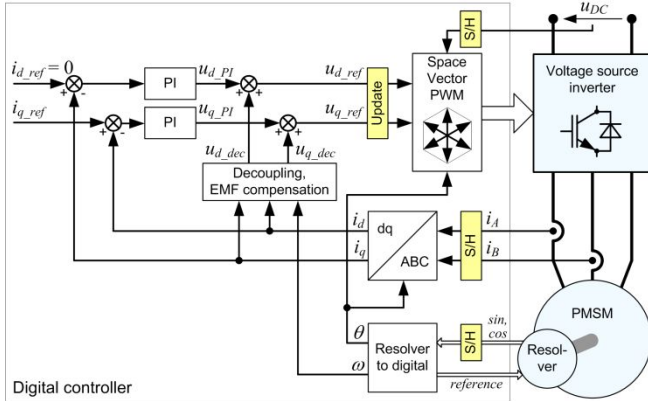 u_DC
S/H
i_d_ref = 0
PI
u_d_PI
u_d_ref
Space
Vector
PWM
Voltage source
inverter
i_q_ref
PI
u_q_PI
u_q_ref
Update
u_d_dec
u_q_dec
Decoupling,
EMF compensation
i_d
dq
ABC
S/H
i_A
i_q
i_B
PMSM
θ
Resolver
to digital
S/H
sin,
cos
Resol-
ver
ω
reference
Digital controller